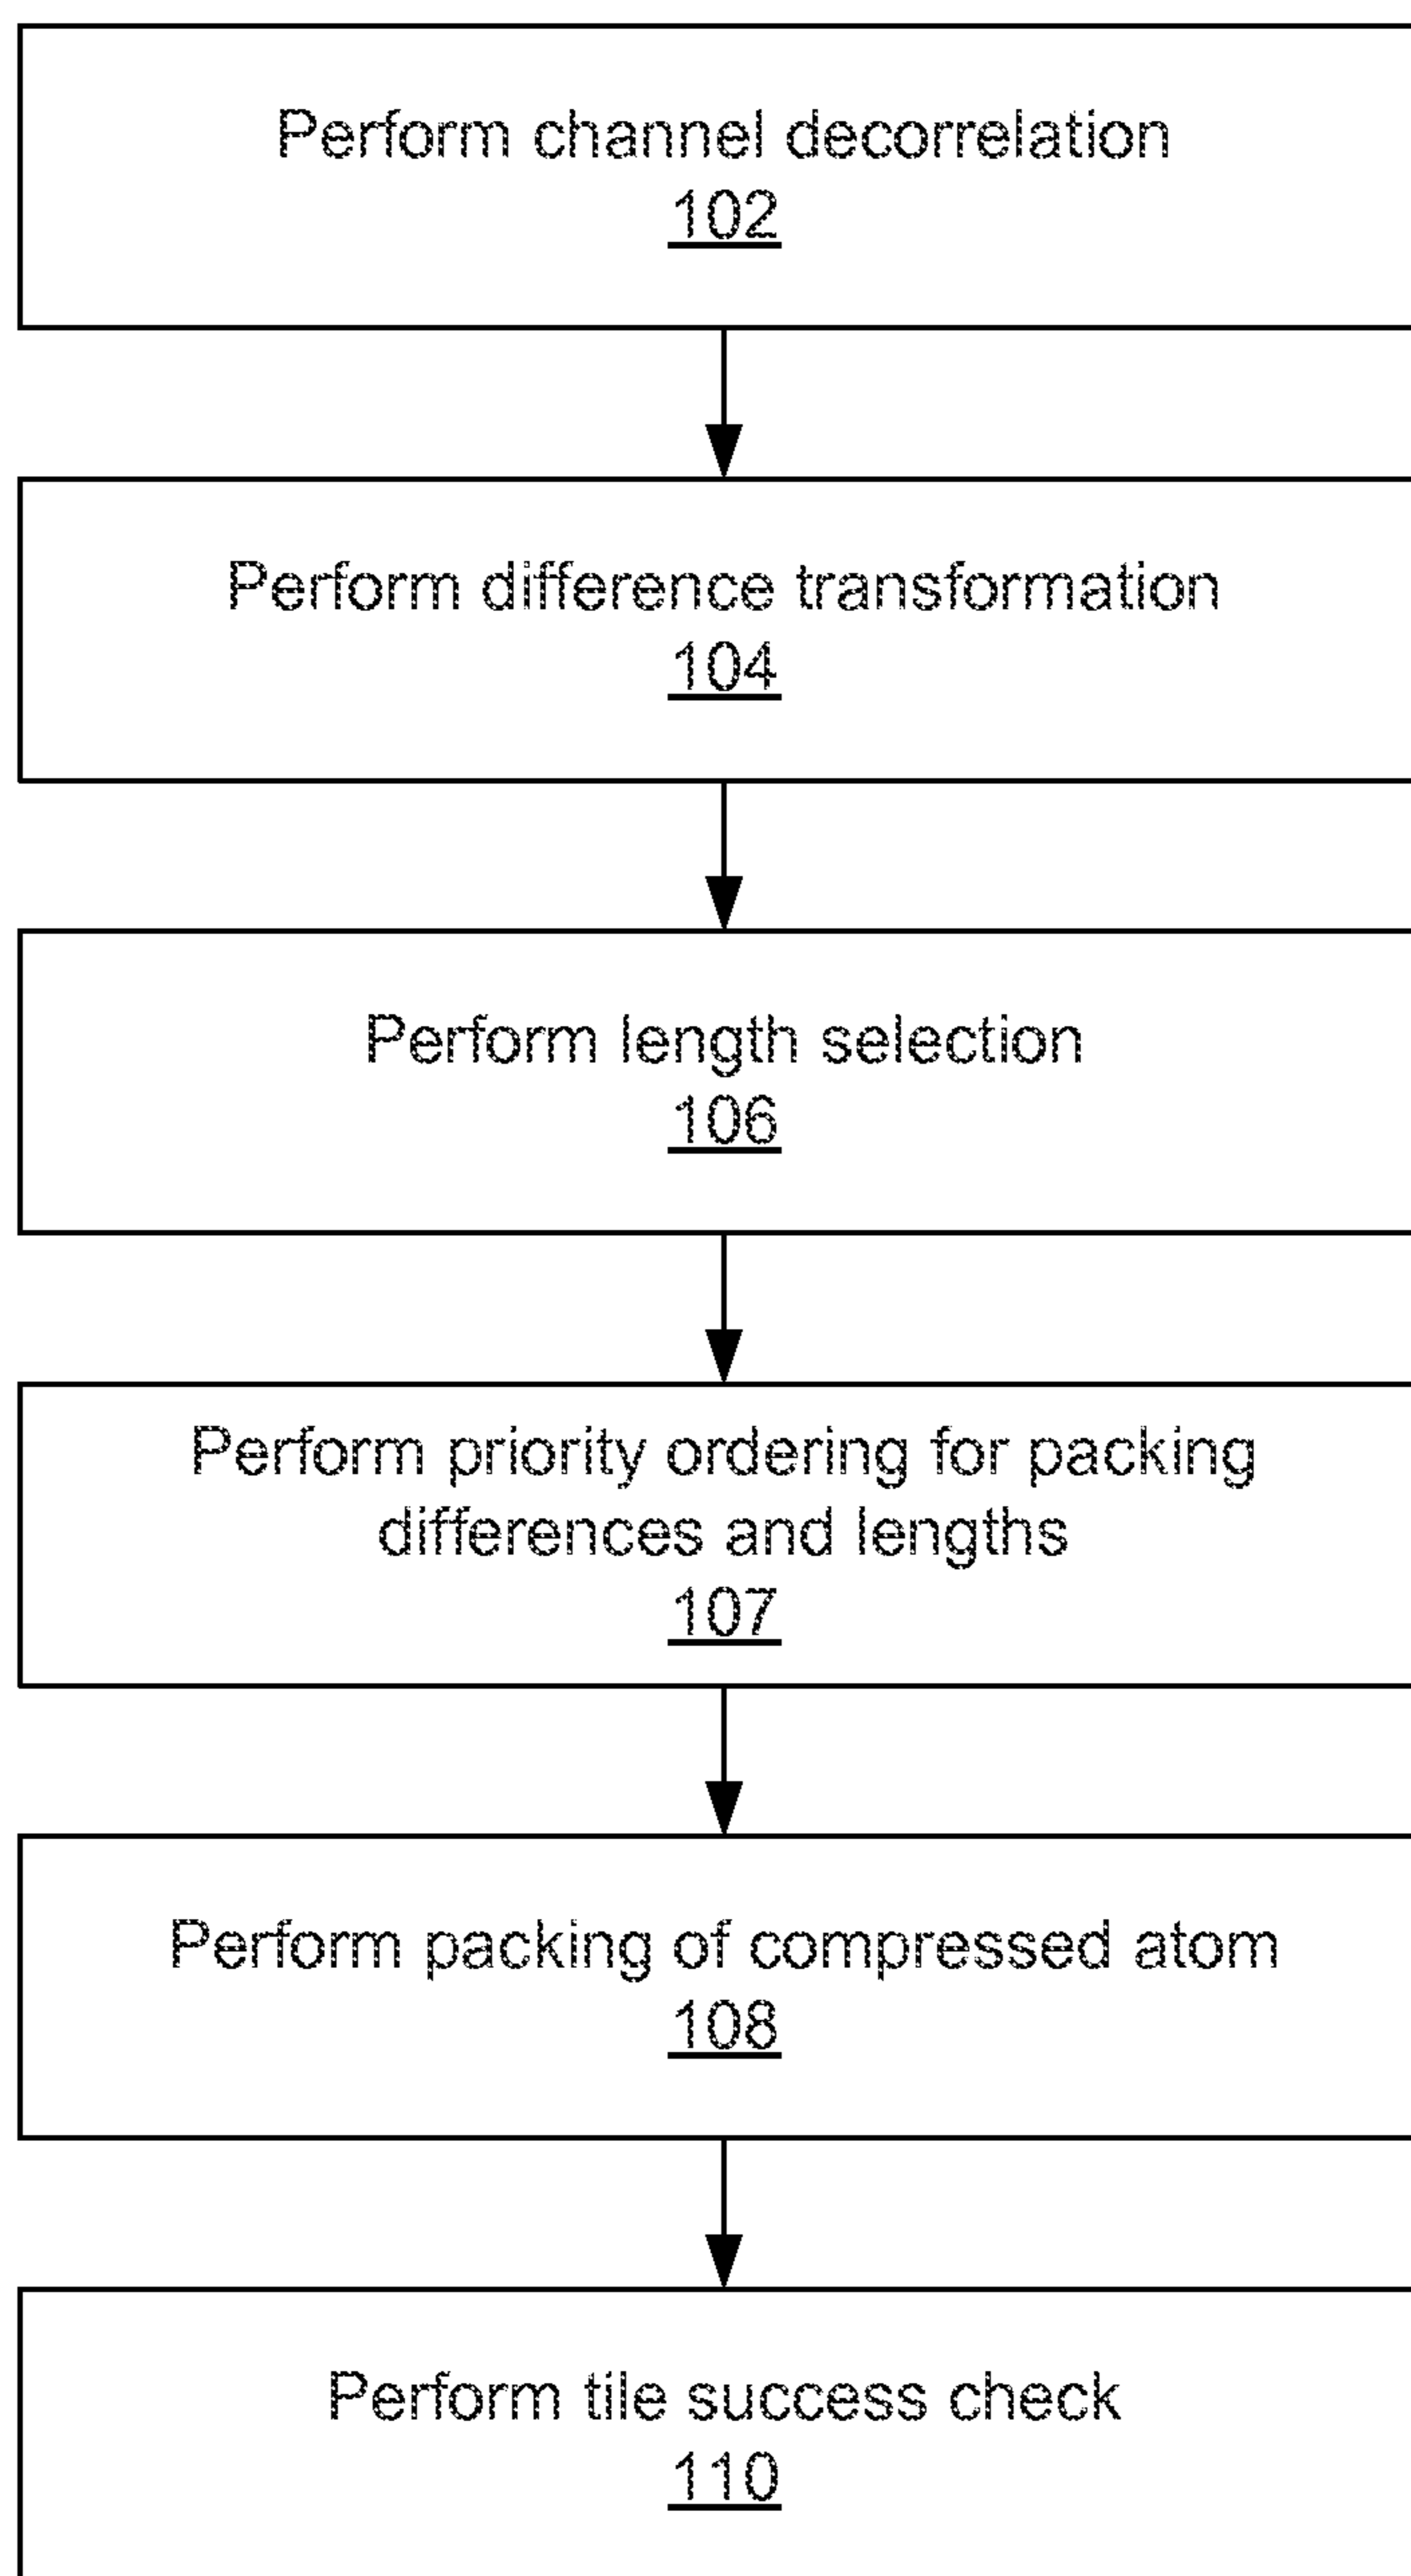 Perform channel decorrelation
102
Perform difference transformation
104
Perform length selection
106
Perform priority ordering for packing
differences and lengths
107
Perform packing of compressed atom
108
Perform tile success check
110